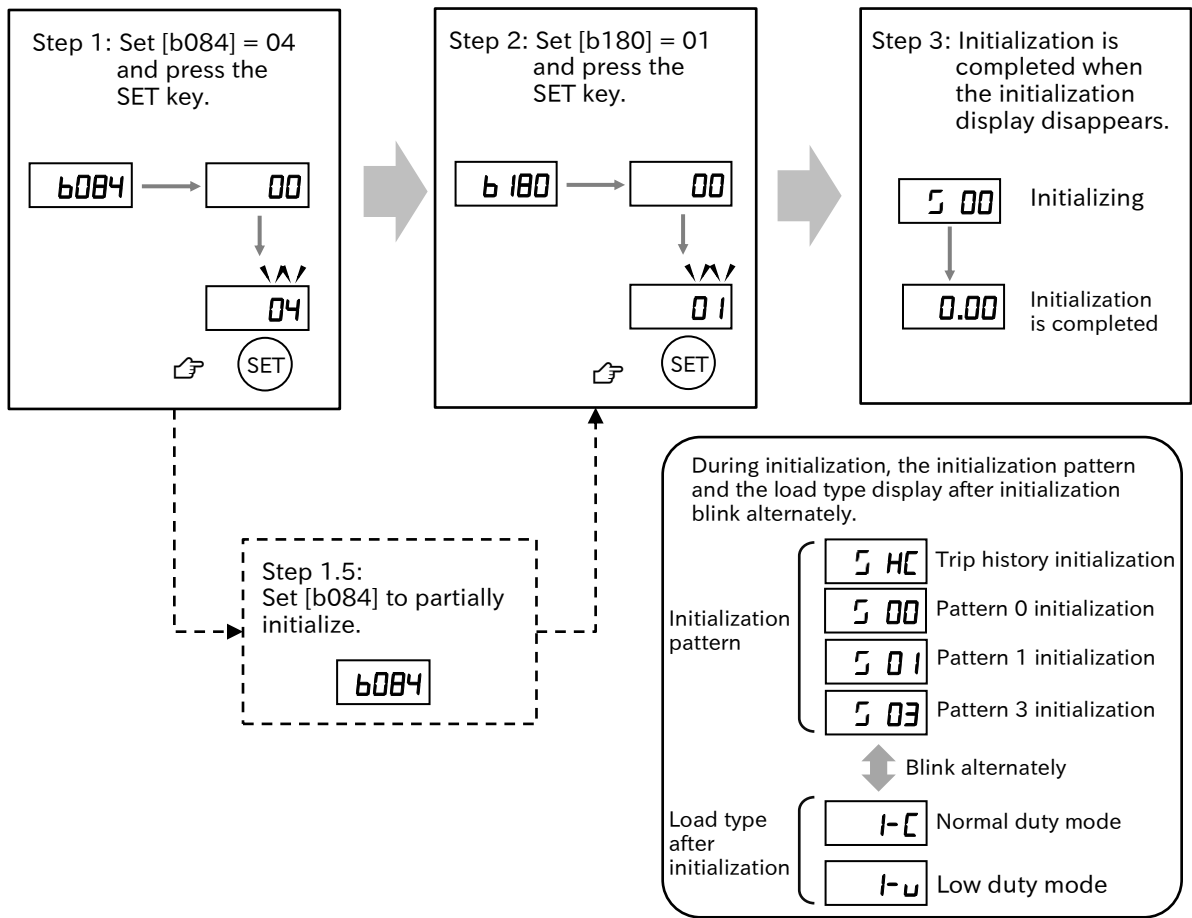 Step 1: Set [b084] = 04
and press the
SET key.
b084
00
04
SET
Step 2: Set [b180] = 01
and press the
SET key.
b180
00
01
SET
Step 3: Initialization is
completed when
the initialization
display disappears.
5 00
Initializing
0.00
Initialization
is completed
Step 1.5:
Set [b084] to partially
initialize.
b084
During initialization, the initialization pattern
and the load type display after initialization
blink alternately.
Initialization
pattern
5 HC Trip history initialization
5 00 Pattern 0 initialization
5 01 Pattern 1 initialization
5 03 Pattern 3 initialization
Blink alternately
Load type
after
initialization
I-C Normal duty mode
I-u Low duty mode